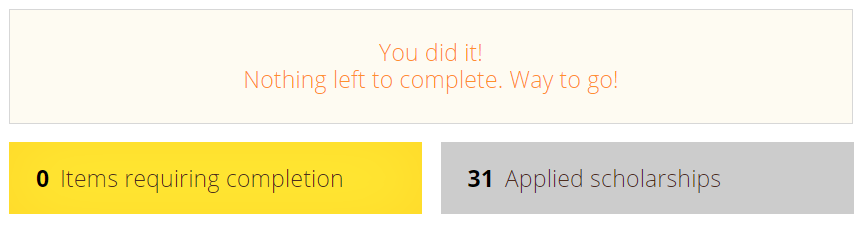 You did it!
Nothing left to complete. Way to go!
0 Items requiring completion
31 Applied scholarships